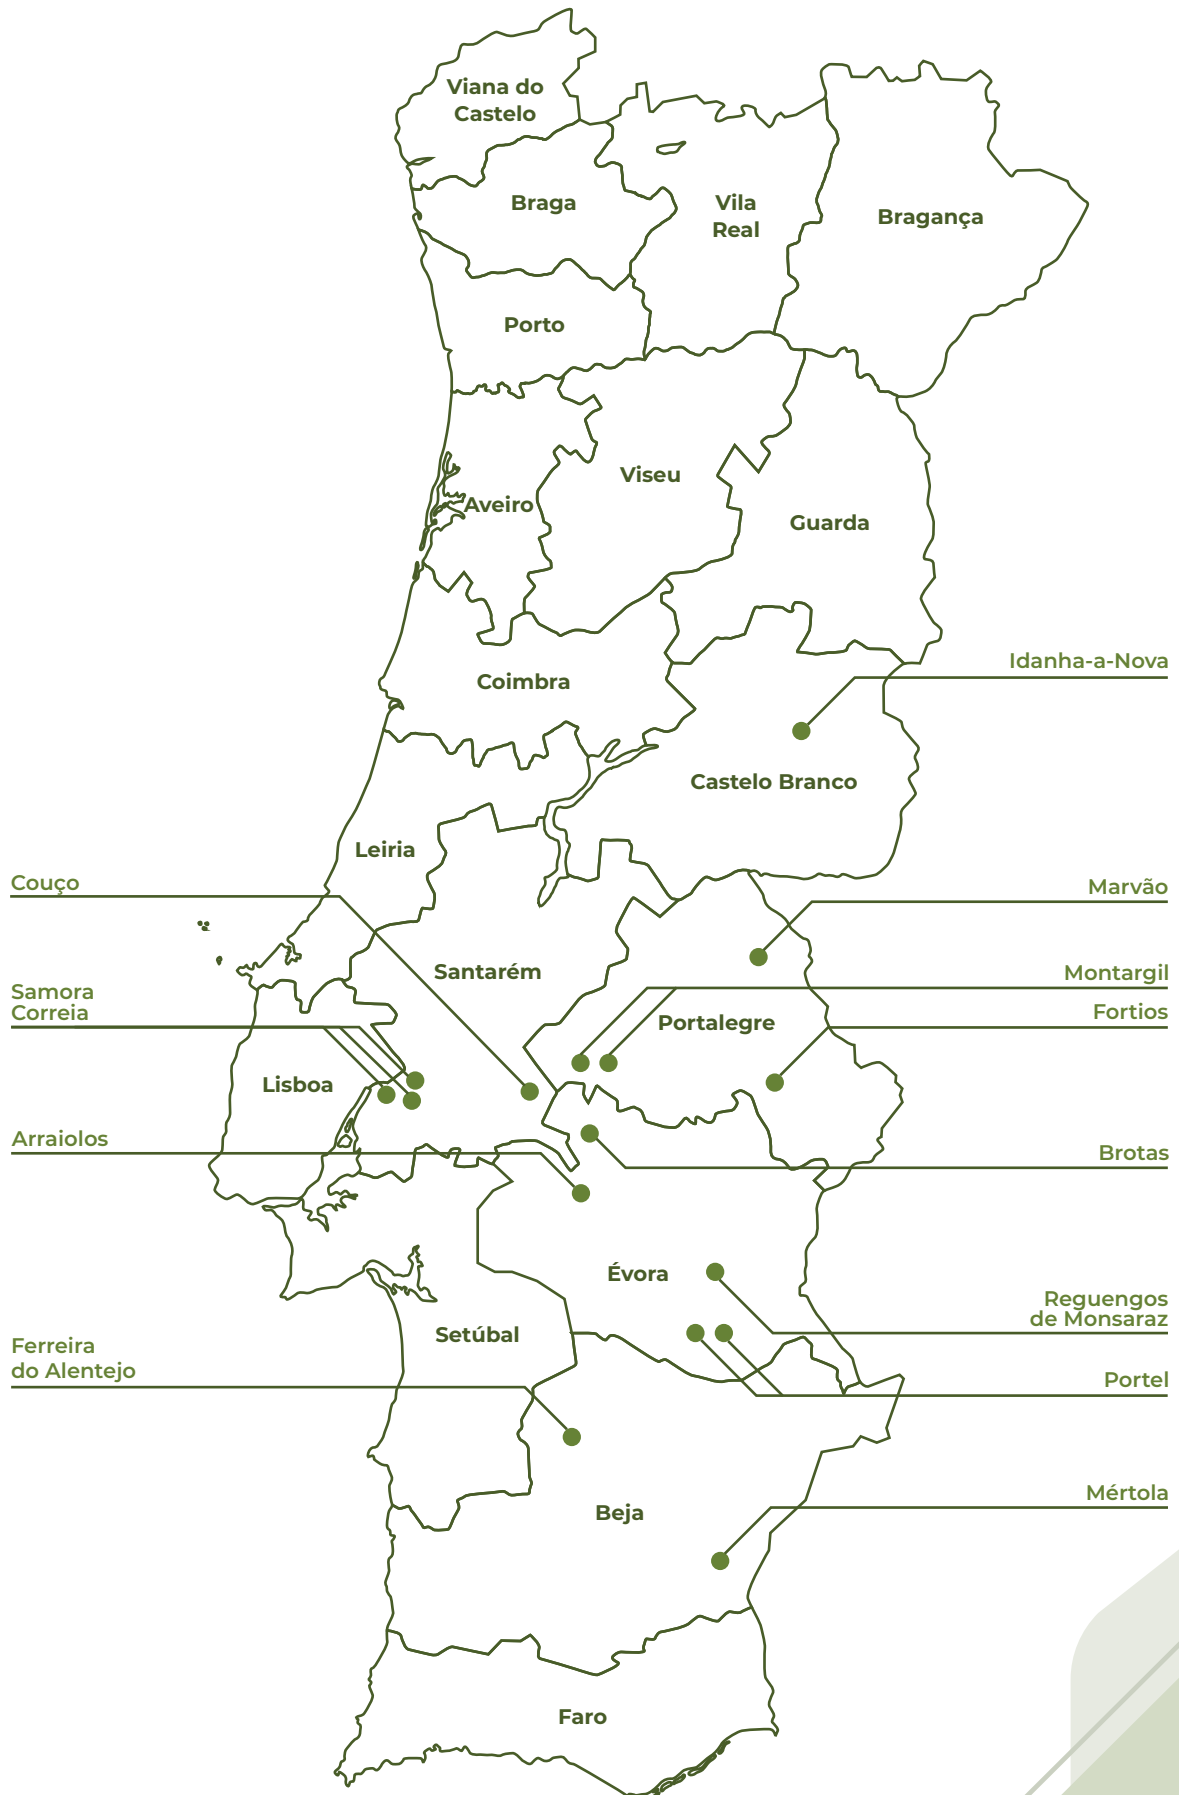 Viana do
Castelo
Braga
Vila
Real
Bragança
Porto
Viseu
Aveiro
Guarda
Idanha-a-Nova
Coimbra
Castelo Branco
Leiria
Couço
Marvão
Santarém
Montargil
Samora
Correia
Portalegre
Fortios
Lisboa
Arraiolos
Brotas
Évora
Reguengos
de Monsaraz
Setúbal
Ferreira
do Alentejo
Portel
Mértola
Beja
Faro